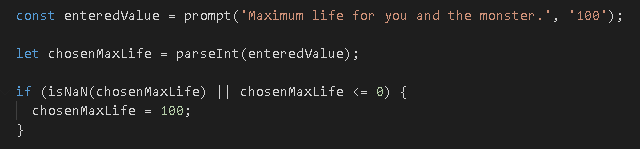 const enteredValue = prompt('Maximum life for you and the monster.', '100');
let chosenMaxLife = parseInt(enteredValue);
if (isNaN(chosenMaxLife) || chosenMaxLife <= 0) {
chosenMaxLife = 100;
}